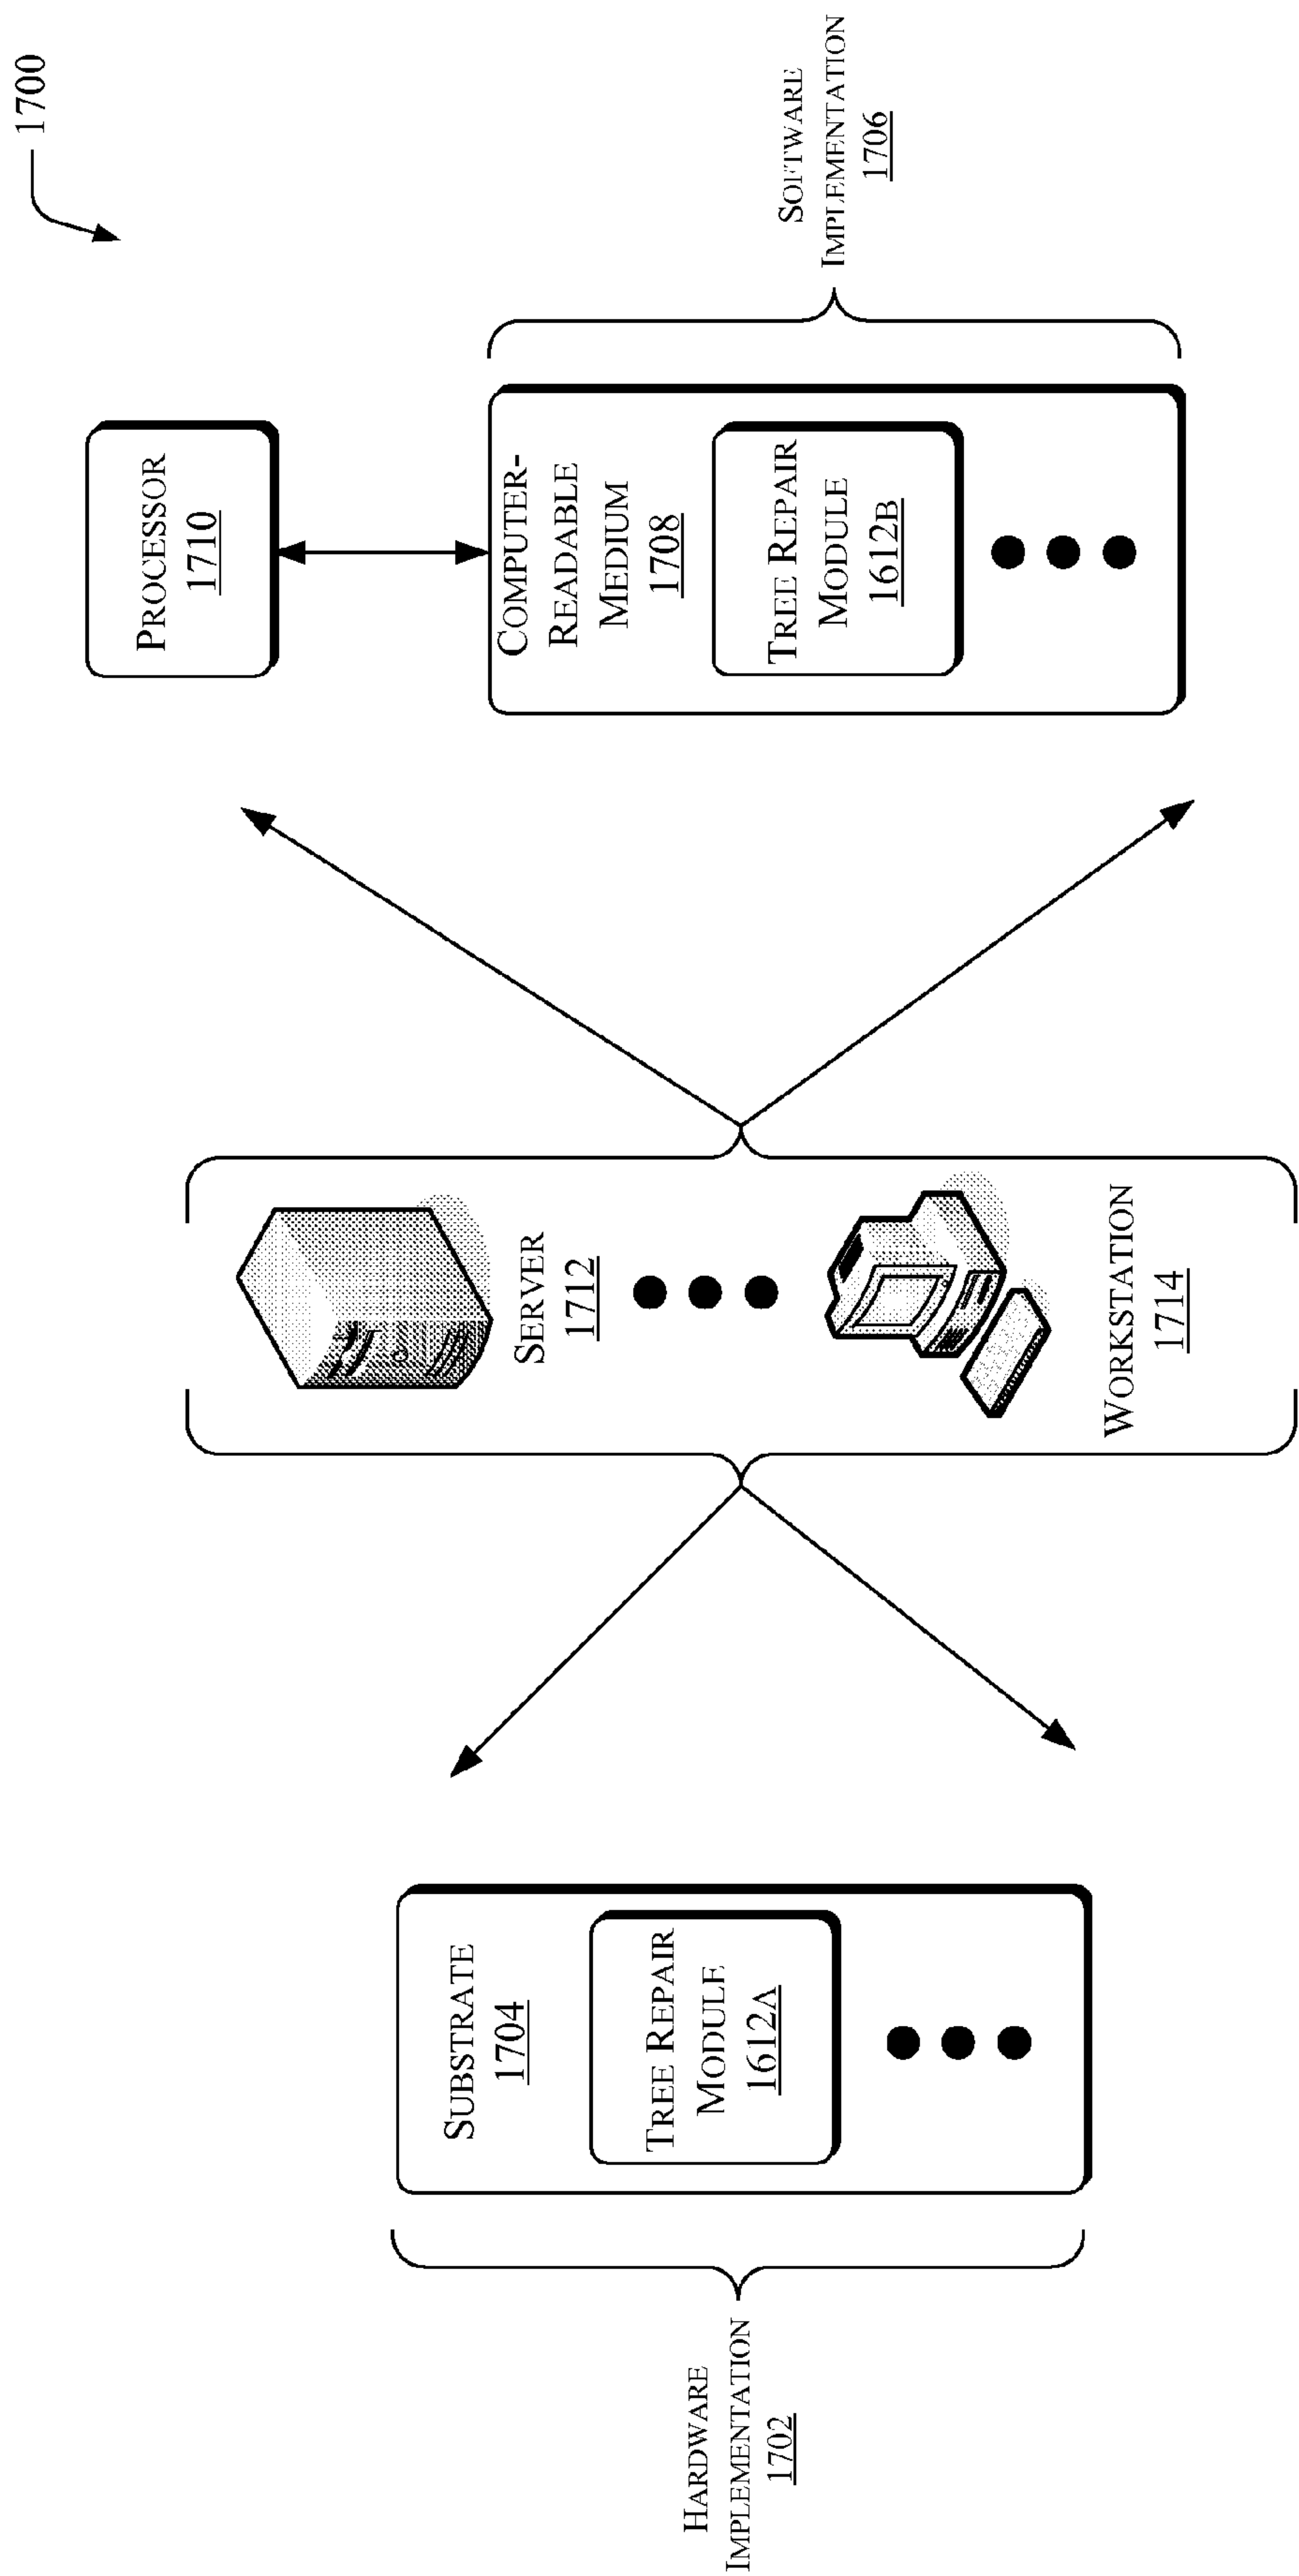 1700
HARDWARE
IMPLEMENTATION
1702
SUBSTRATE
1704
TREE REPAIR
MODULE
1612A
SERVER
1712
WORKSTATION
1714
PROCESSOR
1710
COMPUTER-
READABLE
MEDIUM
1708
TREE REPAIR
MODULE
1612B
SOFTWARE
IMPLEMENTATION
1706